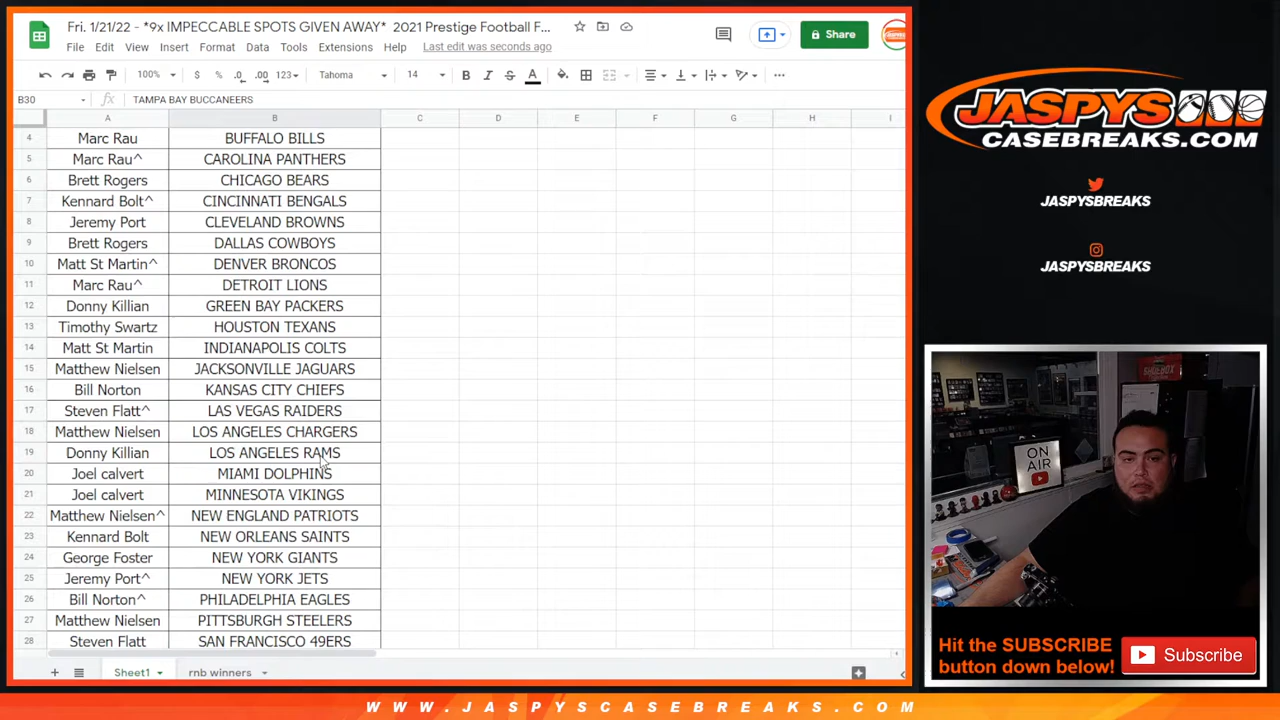 Fri. 1/21/22 - *9x IMPECCABLE SPOTS GIVEN AWAY* 2021 Prestige Football F...
File Edit View Insert Format Data Tools Extensions Help Last edit was seconds ago
Share
100% $ % .0 .00 123 Tahoma 14 B I S A
B30 fx TAMPA BAY BUCCANEERS
A B C D E F G H I
4 Marc Rau BUFFALO BILLS
5 Marc Rau^ CAROLINA PANTHERS
6 Brett Rogers CHICAGO BEARS
7 Kennard Bolt^ CINCINNATI BENGALS
8 Jeremy Port CLEVELAND BROWNS
9 Brett Rogers DALLAS COWBOYS
10 Matt St Martin^ DENVER BRONCOS
11 Marc Rau^ DETROIT LIONS
12 Donny Killian GREEN BAY PACKERS
13 Timothy Swartz HOUSTON TEXANS
14 Matt St Martin INDIANAPOLIS COLTS
15 Matthew Nielsen JACKSONVILLE JAGUARS
16 Bill Norton KANSAS CITY CHIEFS
17 Steven Flatt^ LAS VEGAS RAIDERS
18 Matthew Nielsen LOS ANGELES CHARGERS
19 Donny Killian LOS ANGELES RAMS
20 Joel calvert MIAMI DOLPHINS
21 Joel calvert MINNESOTA VIKINGS
22 Matthew Nielsen^ NEW ENGLAND PATRIOTS
23 Kennard Bolt NEW ORLEANS SAINTS
24 George Foster NEW YORK GIANTS
25 Jeremy Port^ NEW YORK JETS
26 Bill Norton^ PHILADELPHIA EAGLES
27 Matthew Nielsen PITTSBURGH STEELERS
28 Steven Flatt SAN FRANCISCO 49ERS
Sheet1 rnb winners
JASPYS
CASEBREAKS.COM
JASPYSBREAKS
JASPYSBREAKS
SHOEBOX
ON
AIR
Hit the SUBSCRIBE
button down below!
Subscribe
WWW.JASPYSCASEBREAKS.COM